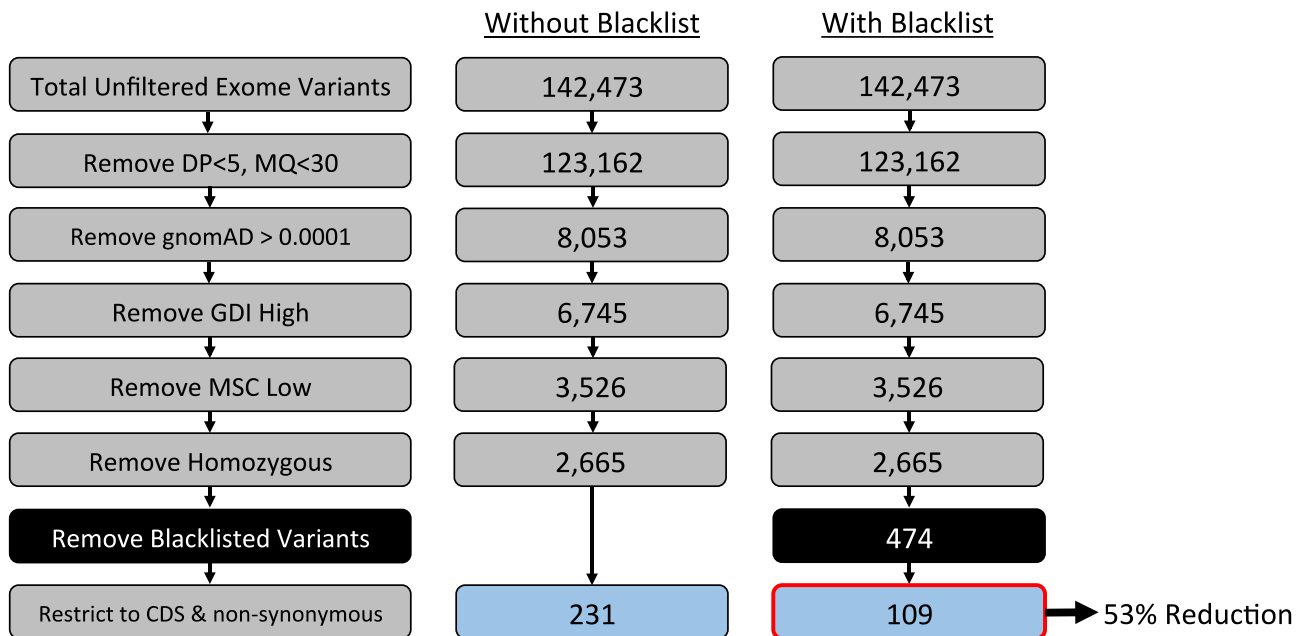 Without Blacklist With Blacklist
Total Unfiltered Exome Variants 142,473 142,473
Remove DP<5, MQ<30 123,162 123,162
Remove gnomAD > 0.0001 8,053 8,053
Remove GDI High 6,745 6,745
Remove MSC Low 3,526 3,526
Remove Homozygous 2,665 2,665
Remove Blacklisted Variants 474
Restrict to CDS & non-synonymous 231 109 53% Reduction